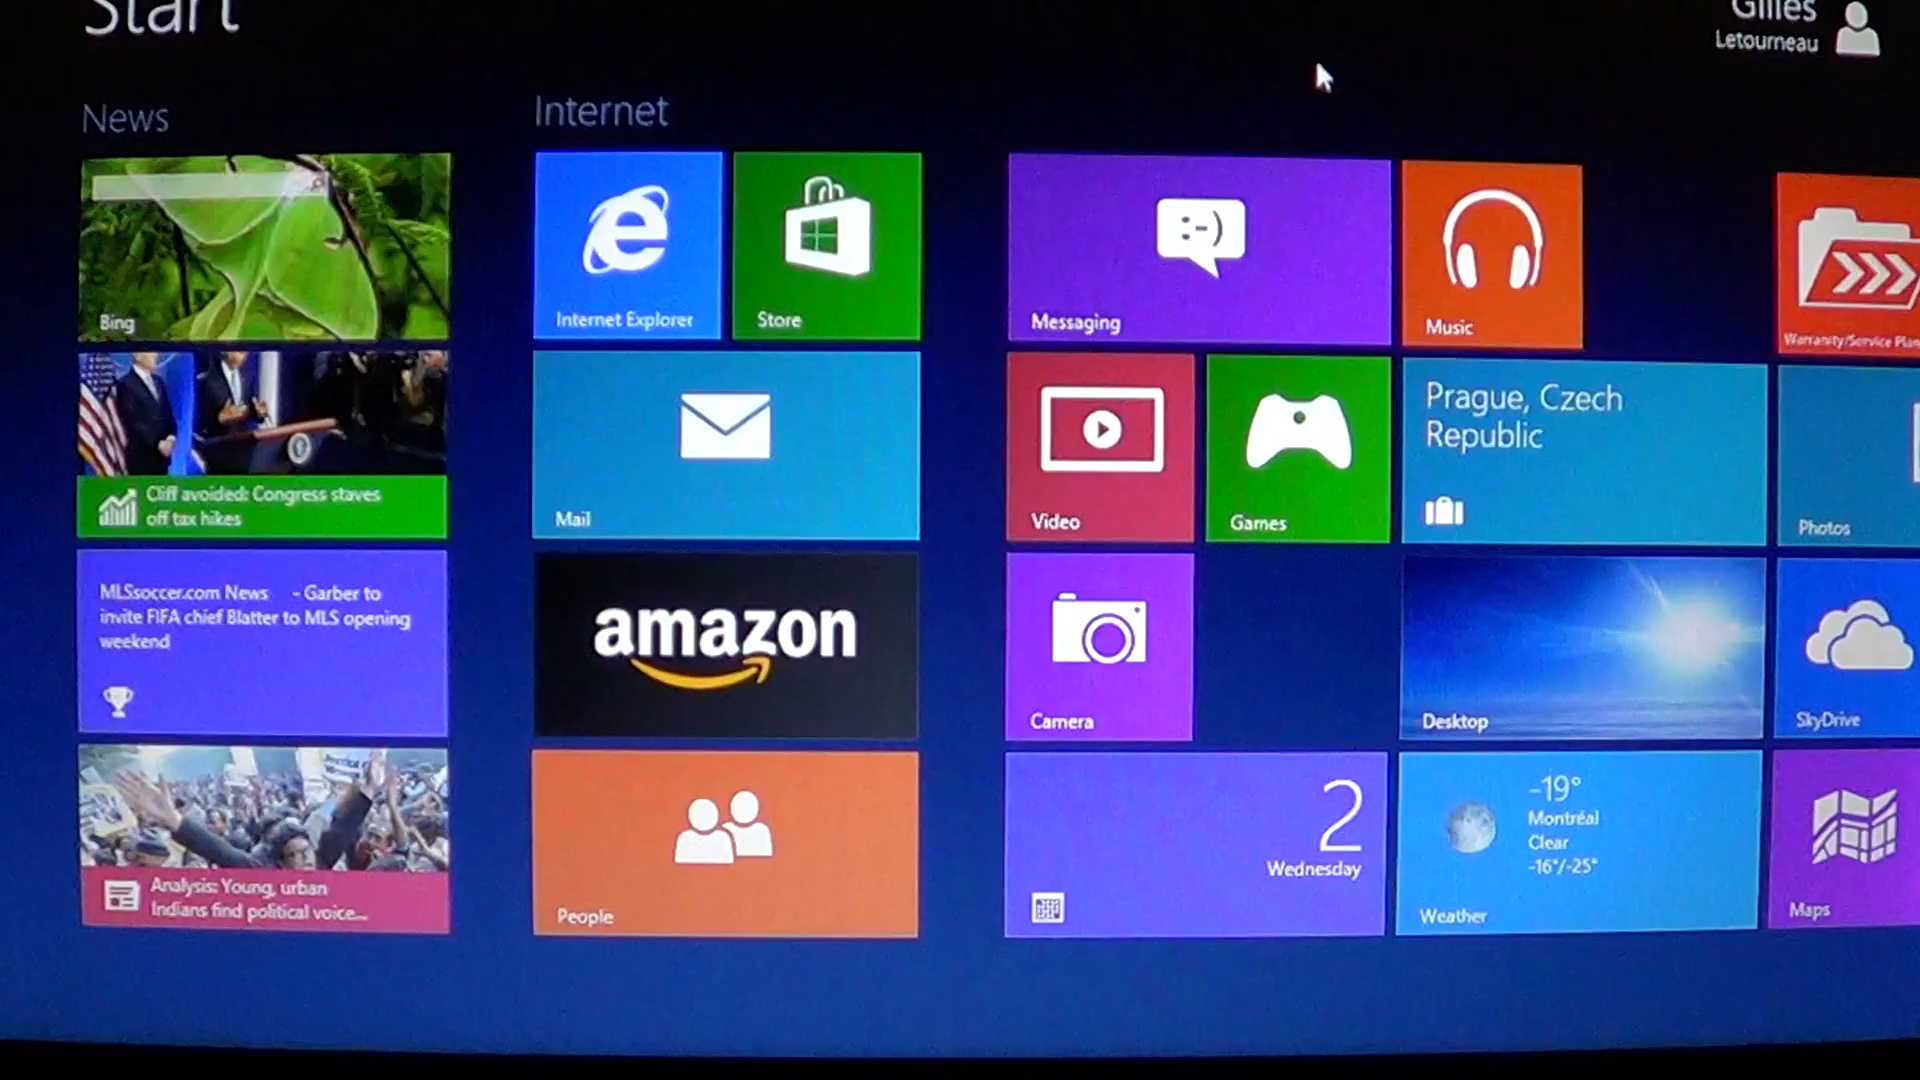 Start
Gilles
Letourneau
News
Internet
Bing
Internet Explorer
Store
Messaging
:-)
Music
Warranty/Service Plan
Cliff avoided: Congress staves
off tax hikes
Mail
Video
Games
Prague, Czech
Republic
Photos
MLSsoccer.com News - Garber to
invite FIFA chief Blatter to MLS opening
weekend
amazon
Camera
Desktop
SkyDrive
Analysis: Young, urban
Indians find political voice...
People
2
Wednesday
-19°
Montréal
Clear
-16°/-25°
Weather
Maps